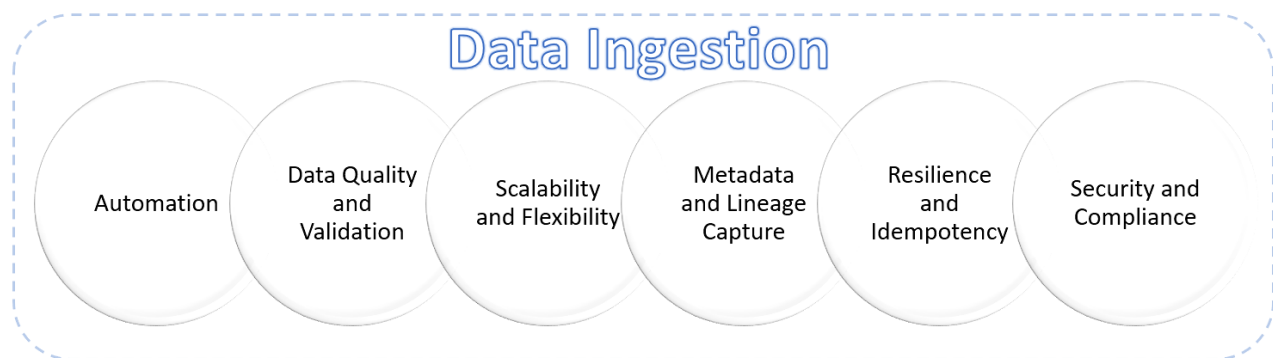 Data Ingestion
Automation
Data Quality
and
Validation
Scalability
and Flexibility
Metadata
and Lineage
Capture
Resilience
and
Idempotency
Security and
Compliance